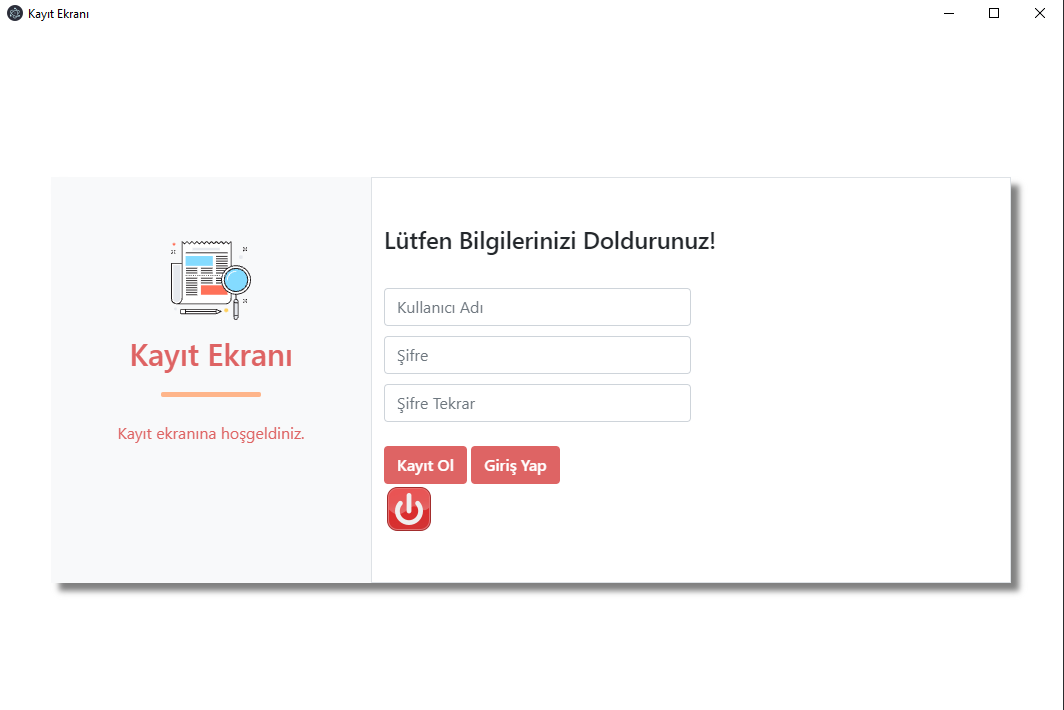 Kayıt Ekranı
Kayıt Ekranı
Kayıt ekranına hoşgeldiniz.
Lütfen Bilgilerinizi Doldurunuz!
Kullanıcı Adı
Şifre
Şifre Tekrar
Kayıt Ol Giriş Yap